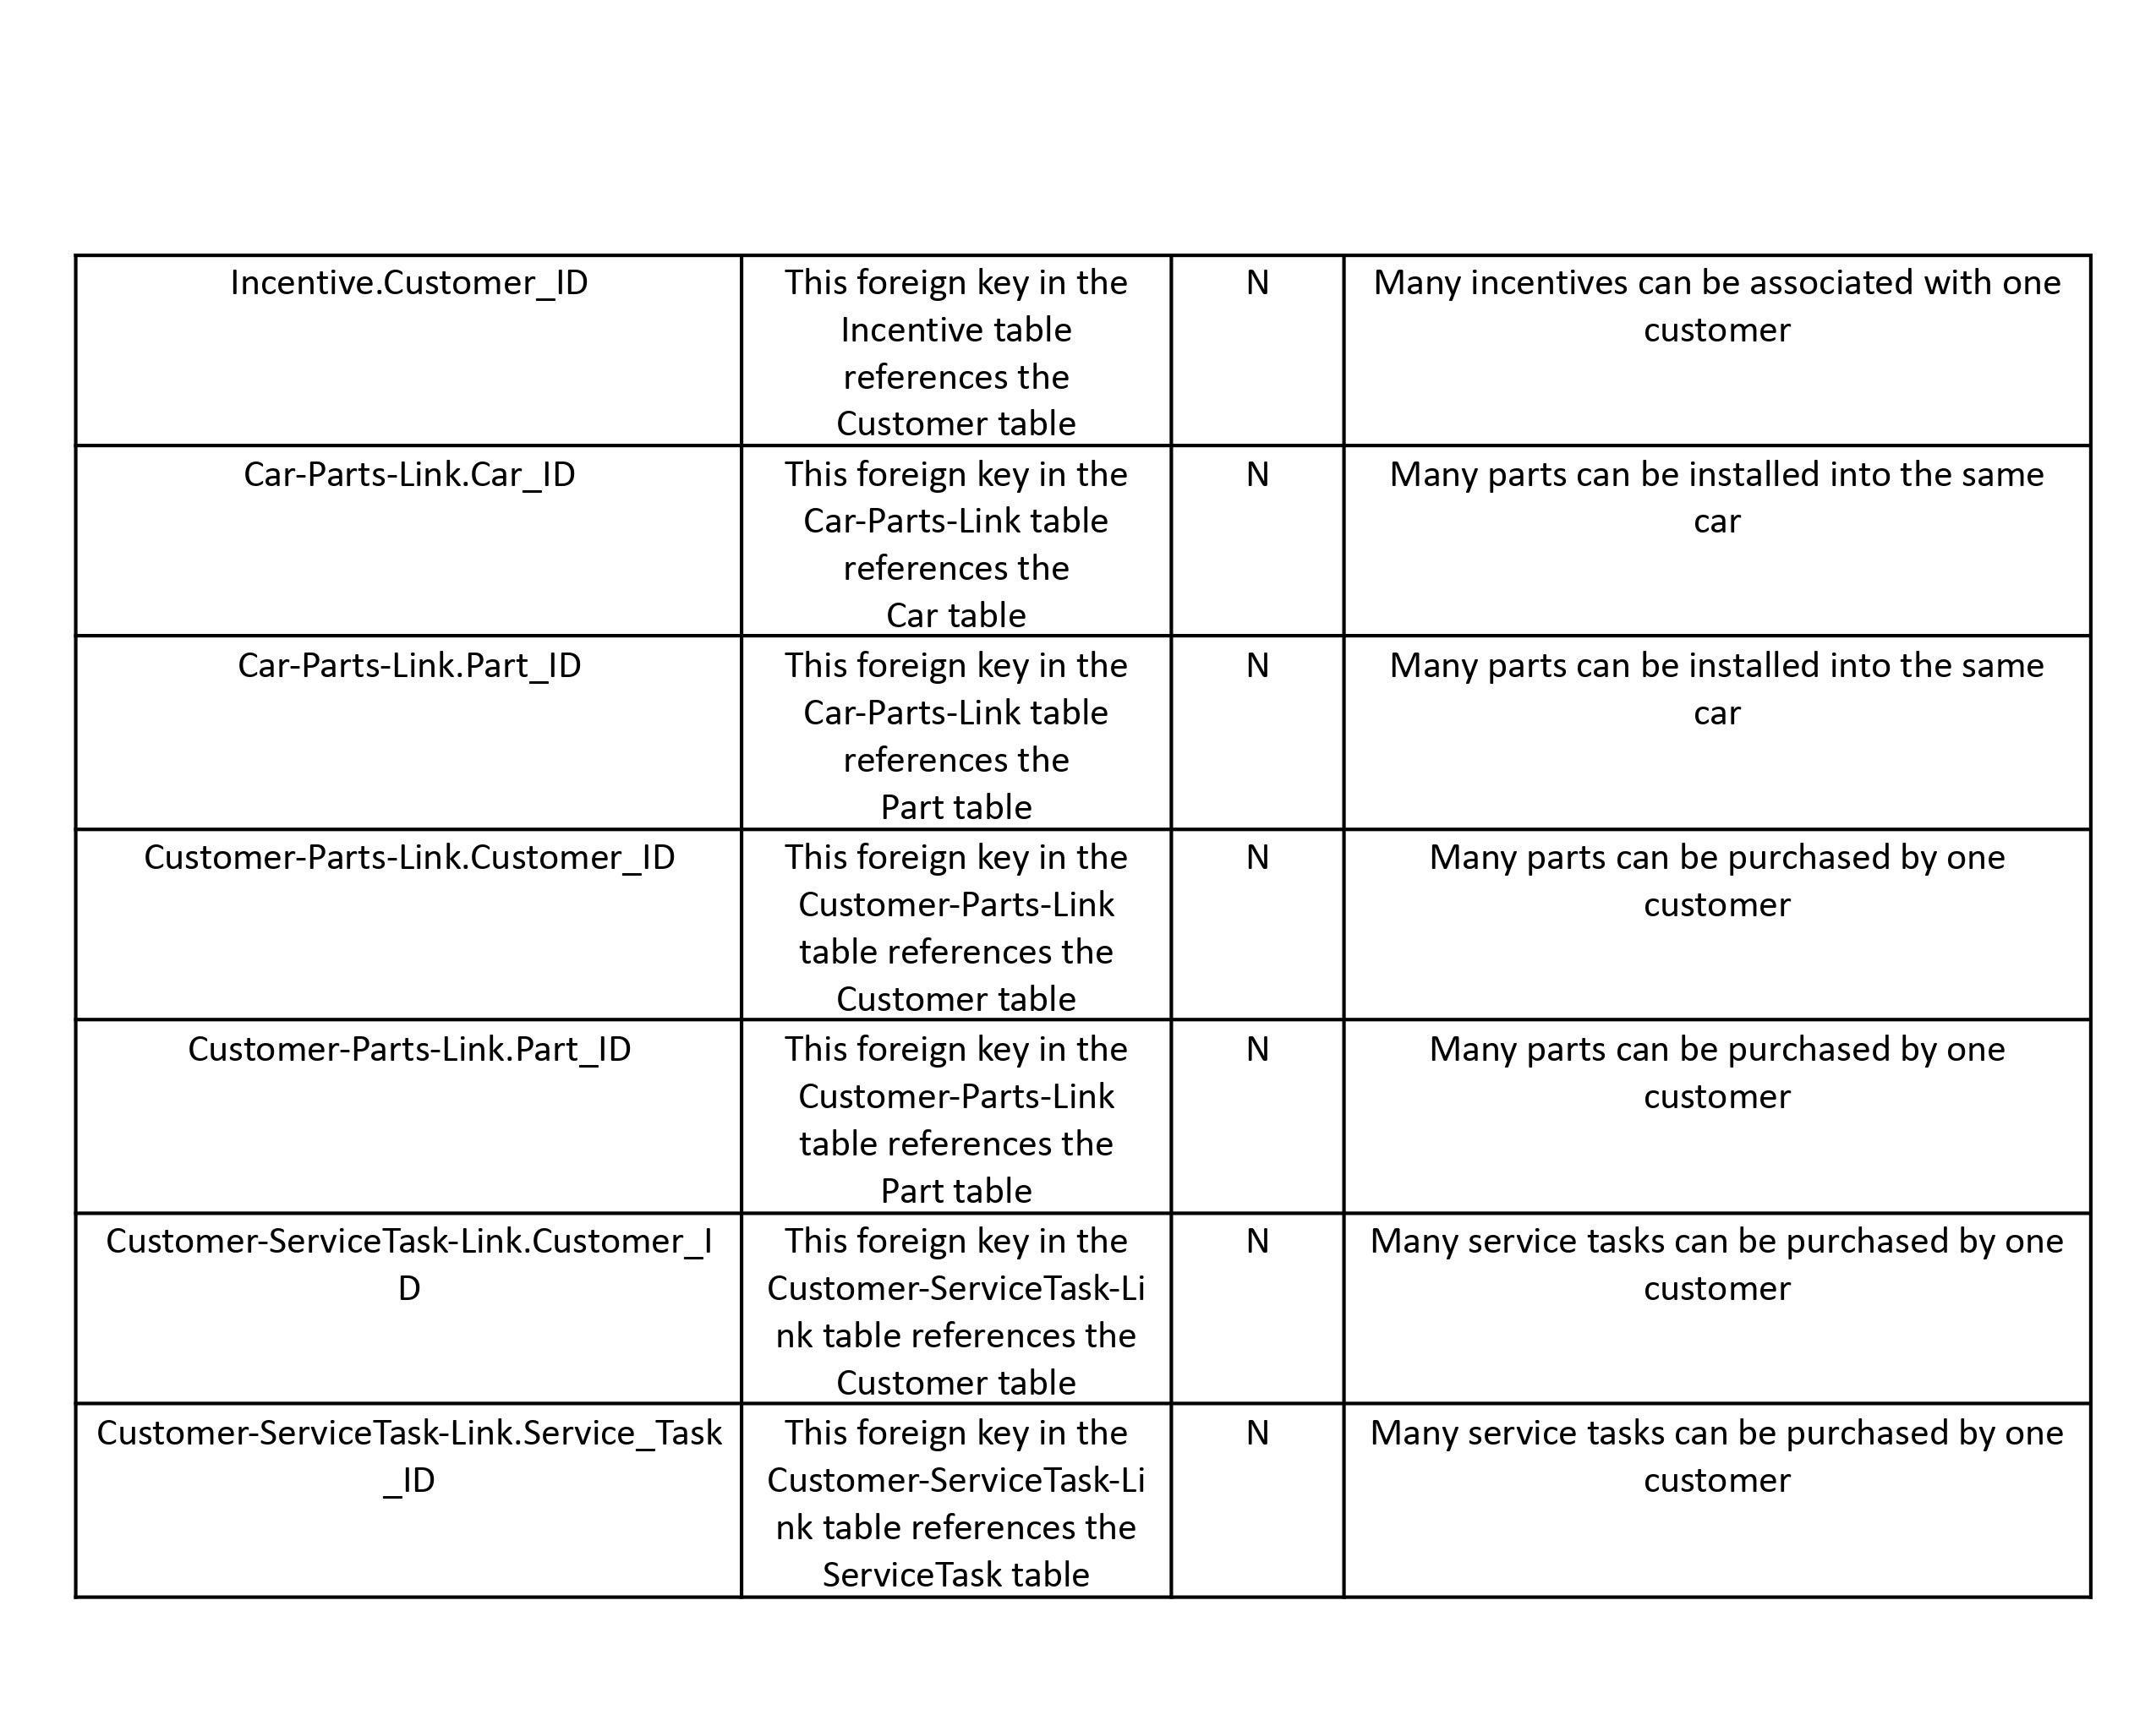 Incentive.Customer_ID
This foreign key in the
Incentive table
references the
Customer table
N
Many incentives can be associated with one
customer
Car-Parts-Link.Car_ID
This foreign key in the
Car-Parts-Link table
references the
Car table
N
Many parts can be installed into the same
car
Car-Parts-Link.Part_ID
This foreign key in the
Car-Parts-Link table
references the
Part table
N
Many parts can be installed into the same
car
Customer-Parts-Link.Customer_ID
This foreign key in the
Customer-Parts-Link
table references the
Customer table
N
Many parts can be purchased by one
customer
Customer-Parts-Link.Part_ID
This foreign key in the
Customer-Parts-Link
table references the
Part table
N
Many parts can be purchased by one
customer
Customer-ServiceTask-Link.Customer_I
D
This foreign key in the
Customer-ServiceTask-Li
nk table references the
Customer table
N
Many service tasks can be purchased by one
customer
Customer-ServiceTask-Link.Service_Task
_ID
This foreign key in the
Customer-ServiceTask-Li
nk table references the
ServiceTask table
N
Many service tasks can be purchased by one
customer